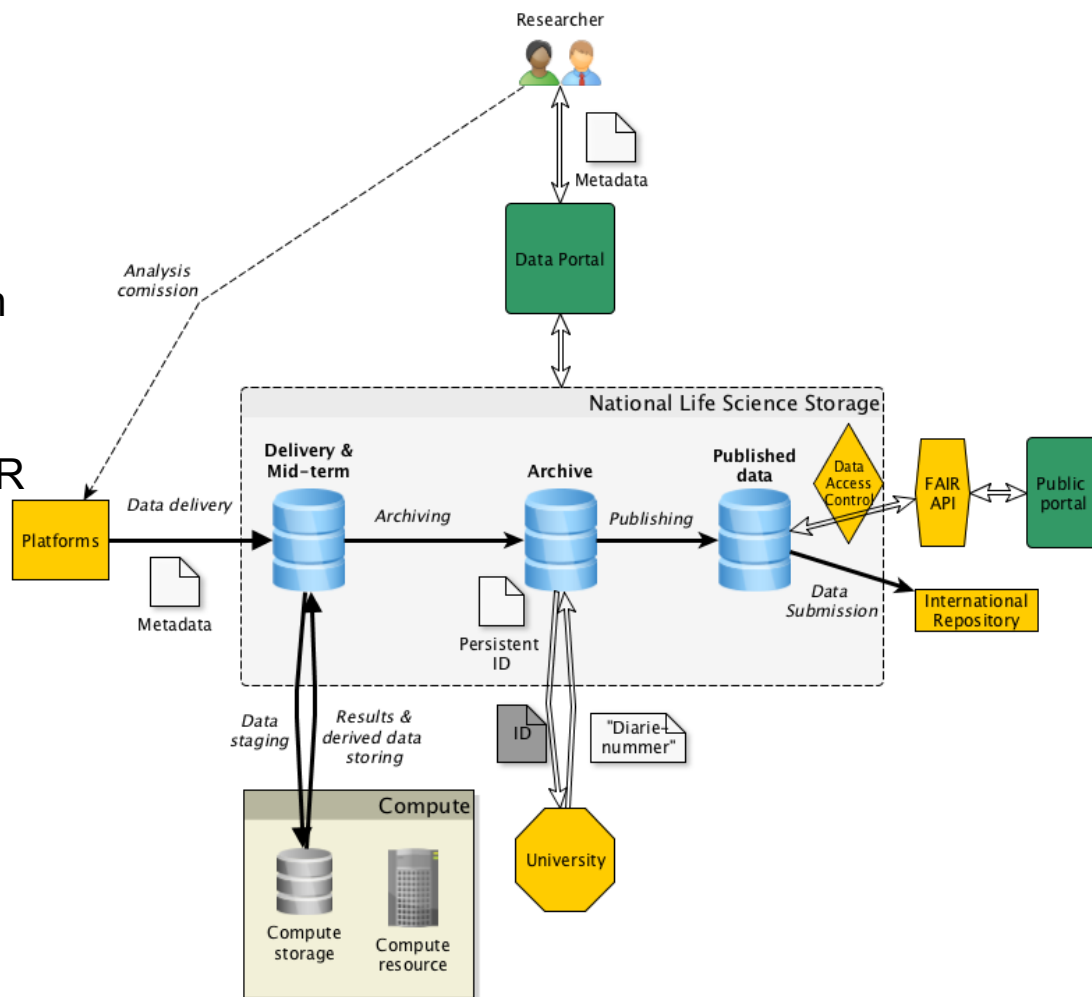 Researcher
Metadata
Data Portal
Analysis
comission
n
National Life Science Storage
R
Delivery &
Mid-term
Archive
Published
data
Data
Access
Control
FAIR
API
Public
portal
Platforms
Data delivery
Archiving
Publishing
Metadata
Persistent
ID
Data
Submission
International
Repository
Data
staging
Results &
derived data
storing
ID
"Diarie-
nummer"
Compute
University
Compute
storage
Compute
resource